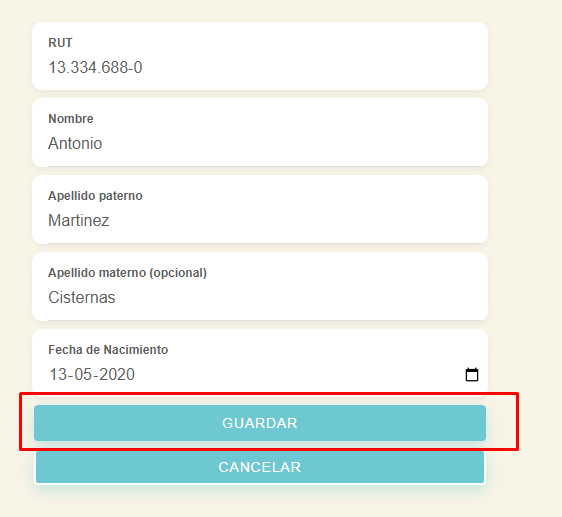 RUT
13.334.688-0
Nombre
Antonio
Apellido paterno
Martinez
Apellido materno (opcional)
Cisternas
Fecha de Nacimiento
13-05-2020
GUARDAR
CANCELAR